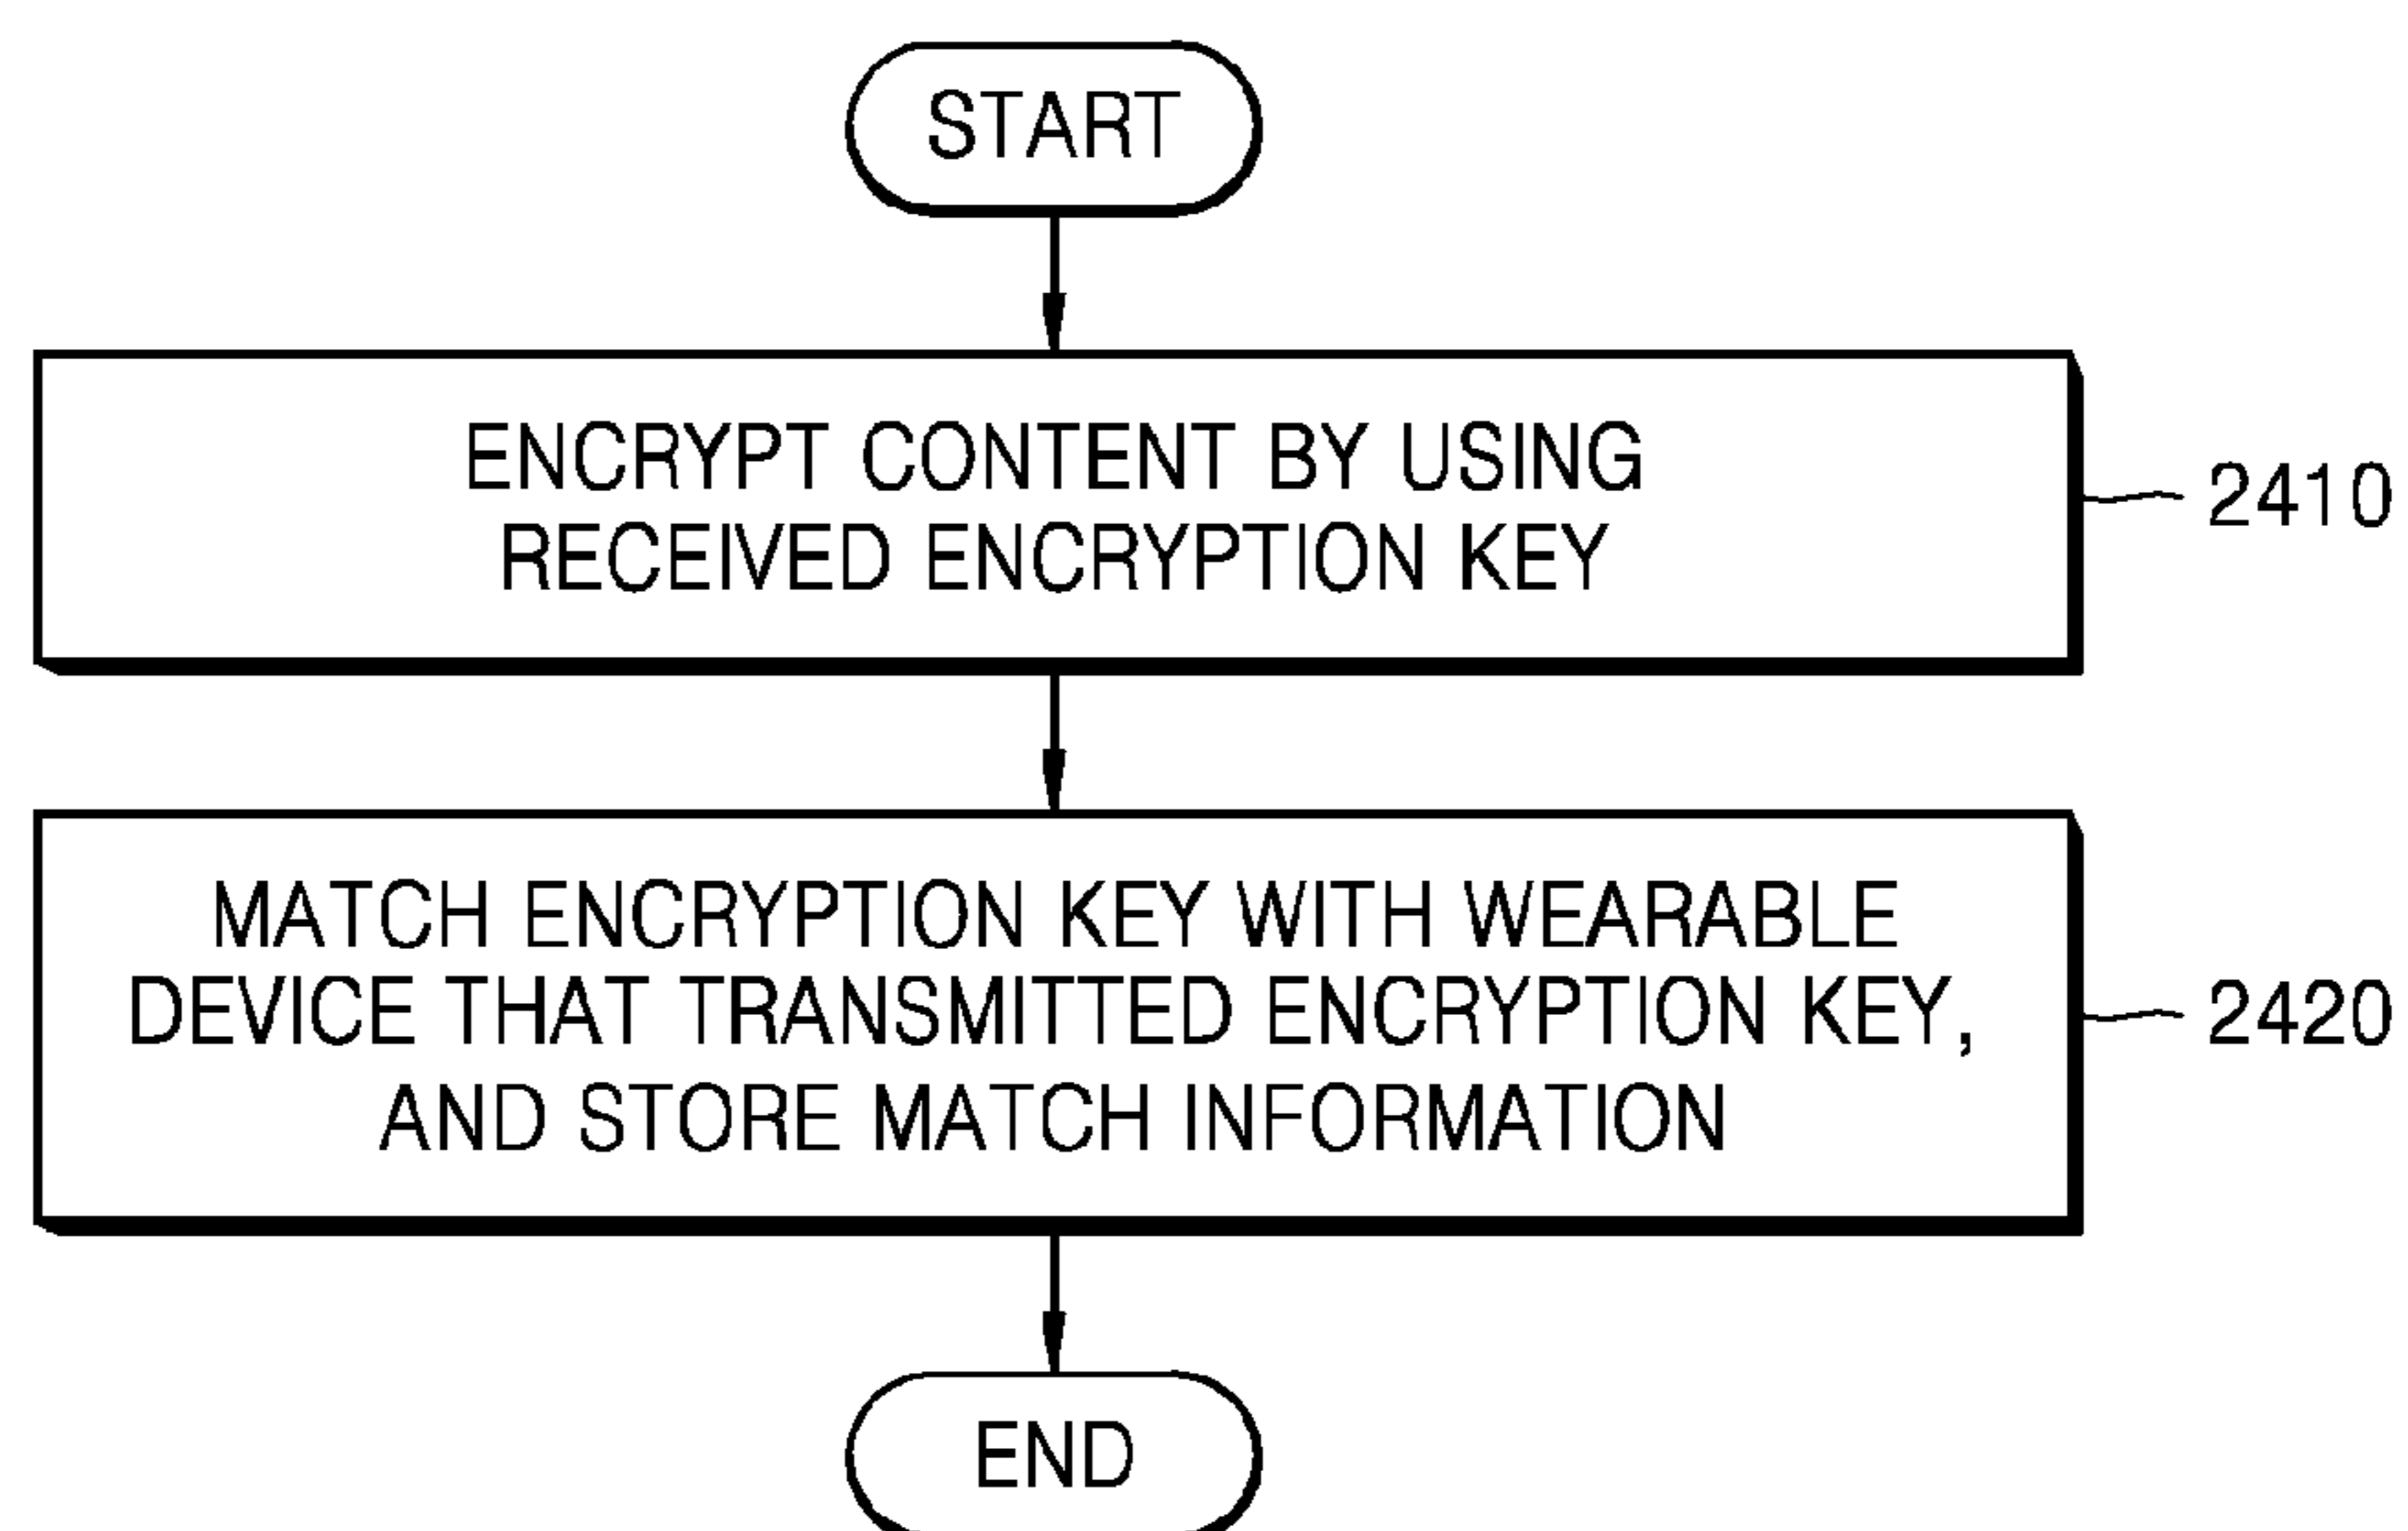 START
ENCRYPT CONTENT BY USING
RECEIVED ENCRYPTION KEY
2410
MATCH ENCRYPTION KEY WITH WEARABLE
DEVICE THAT TRANSMITTED ENCRYPTION KEY,
AND STORE MATCH INFORMATION
2420
END